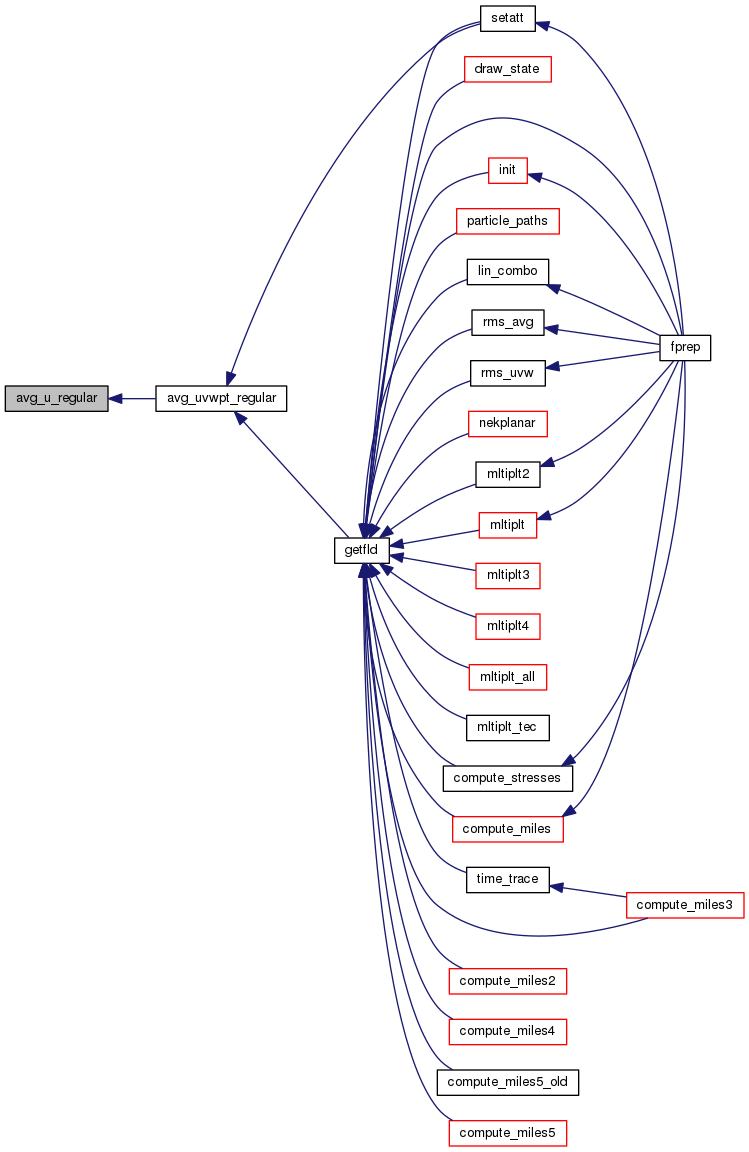 setatt
draw_state
init
particle_paths
lin_combo
rms_avg
fprep
rms_uvw
avg_u_regular
avg_uvwpt_regular
nekplanar
mltiplt2
mltiplt
getfld
mltiplt3
mltiplt4
mltiplt_all
mltiplt_tec
compute_stresses
compute_miles
time_trace
compute_miles3
compute_miles2
compute_miles4
compute_miles5_old
compute_miles5